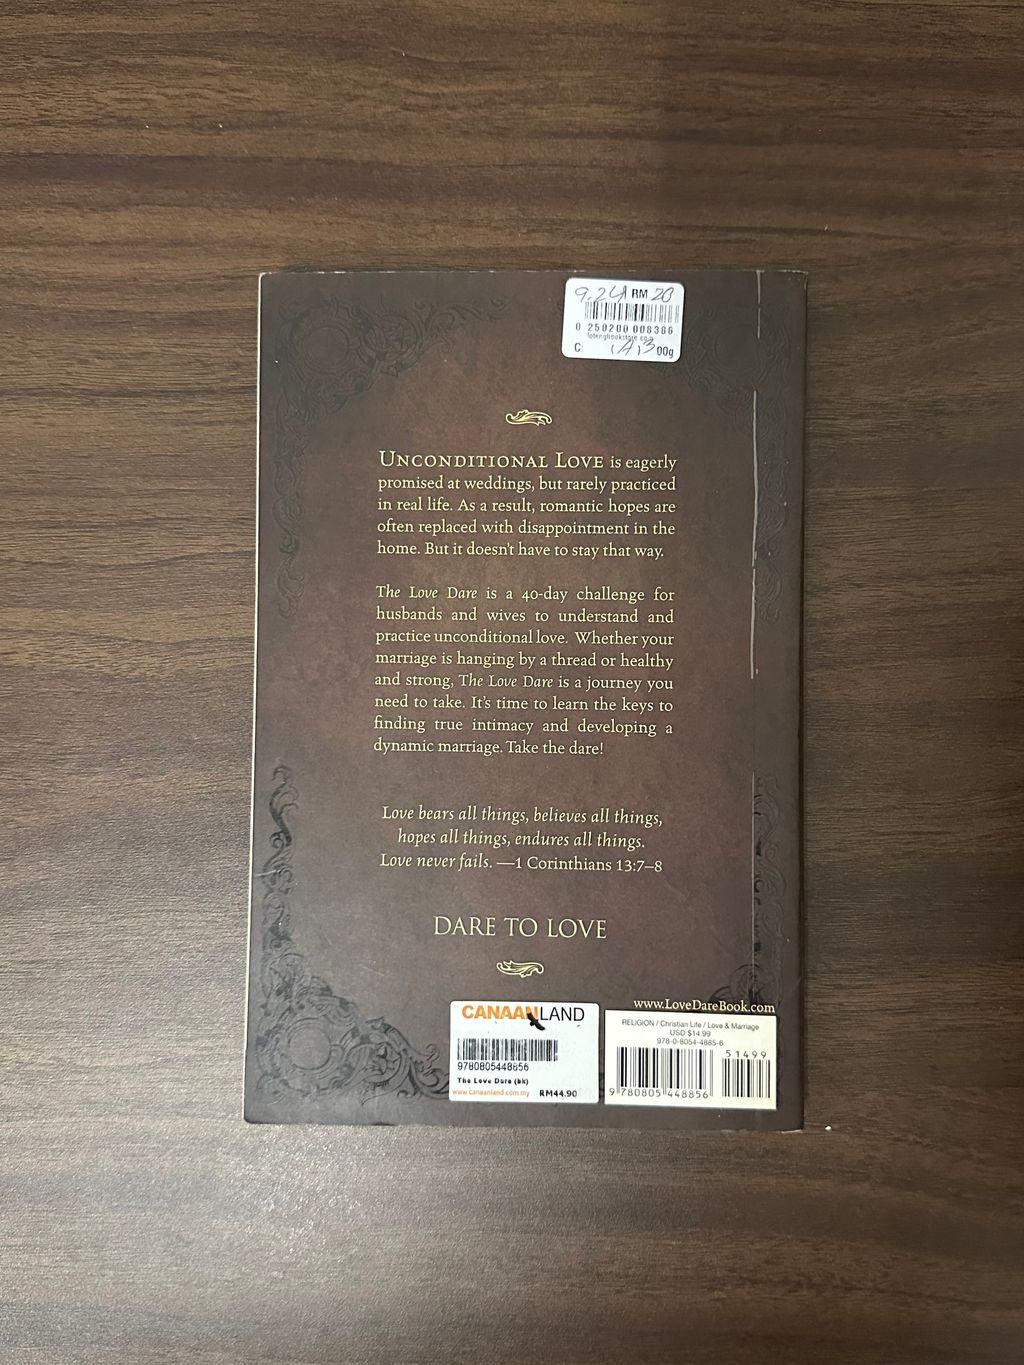 9.24 RM 20
0 250200 008386
C: 00g
UNCONDITIONAL LOVE is eagerly
promised at weddings, but rarely practiced
in real life. As a result, romantic hopes are
often replaced with disappointment in the
home. But it doesn't have to stay that way.
The Love Dare is a 40-day challenge for
husbands and wives to understand and
practice unconditional love. Whether your
marriage is hanging by a thread or healthy
and strong, The Love Dare is a journey you
need to take. It's time to learn the keys to
finding true intimacy and developing a
dynamic marriage. Take the dare!
Love bears all things, believes all things,
hopes all things, endures all things.
Love never fails. —1 Corinthians 13:7–8
DARE TO LOVE
CANAANLAND
9780805448856
The Love Dare (bk)
www.canaanland.com.my RM44.90
www.LoveDareBook.com
RELIGION / Christian Life / Love & Marriage
USD $14.99
978-0-8054-4885-6
51499
9 780805 448856